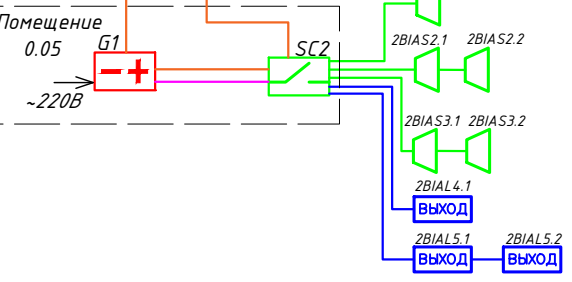 Помещение
0.05
G1
SC2
~220В
2BIAS2.1 2BIAS2.2
2BIAS3.1 2BIAS3.2
2BIAL4.1
ВЫХОД
2BIAL5.1 2BIAL5.2
ВЫХОД ВЫХОД